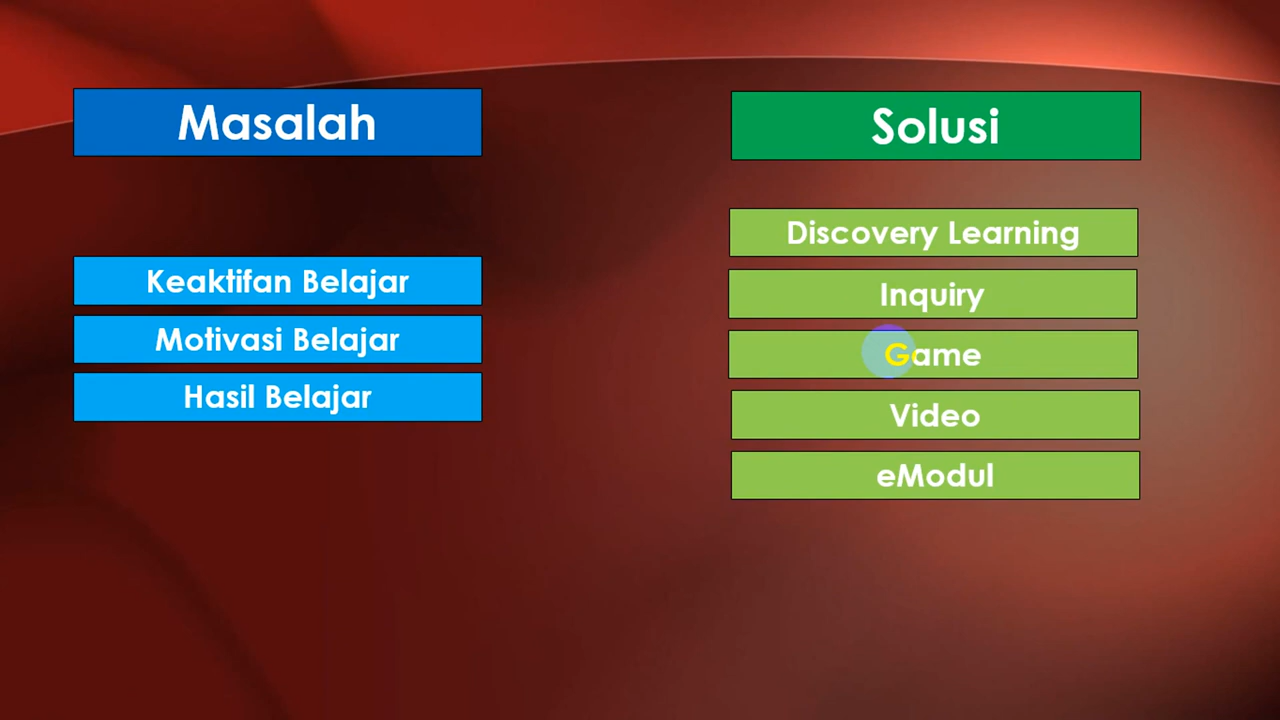 Masalah
Keaktifan Belajar
Motivasi Belajar
Hasil Belajar
Solusi
Discovery Learning
Inquiry
Game
Video
eModul